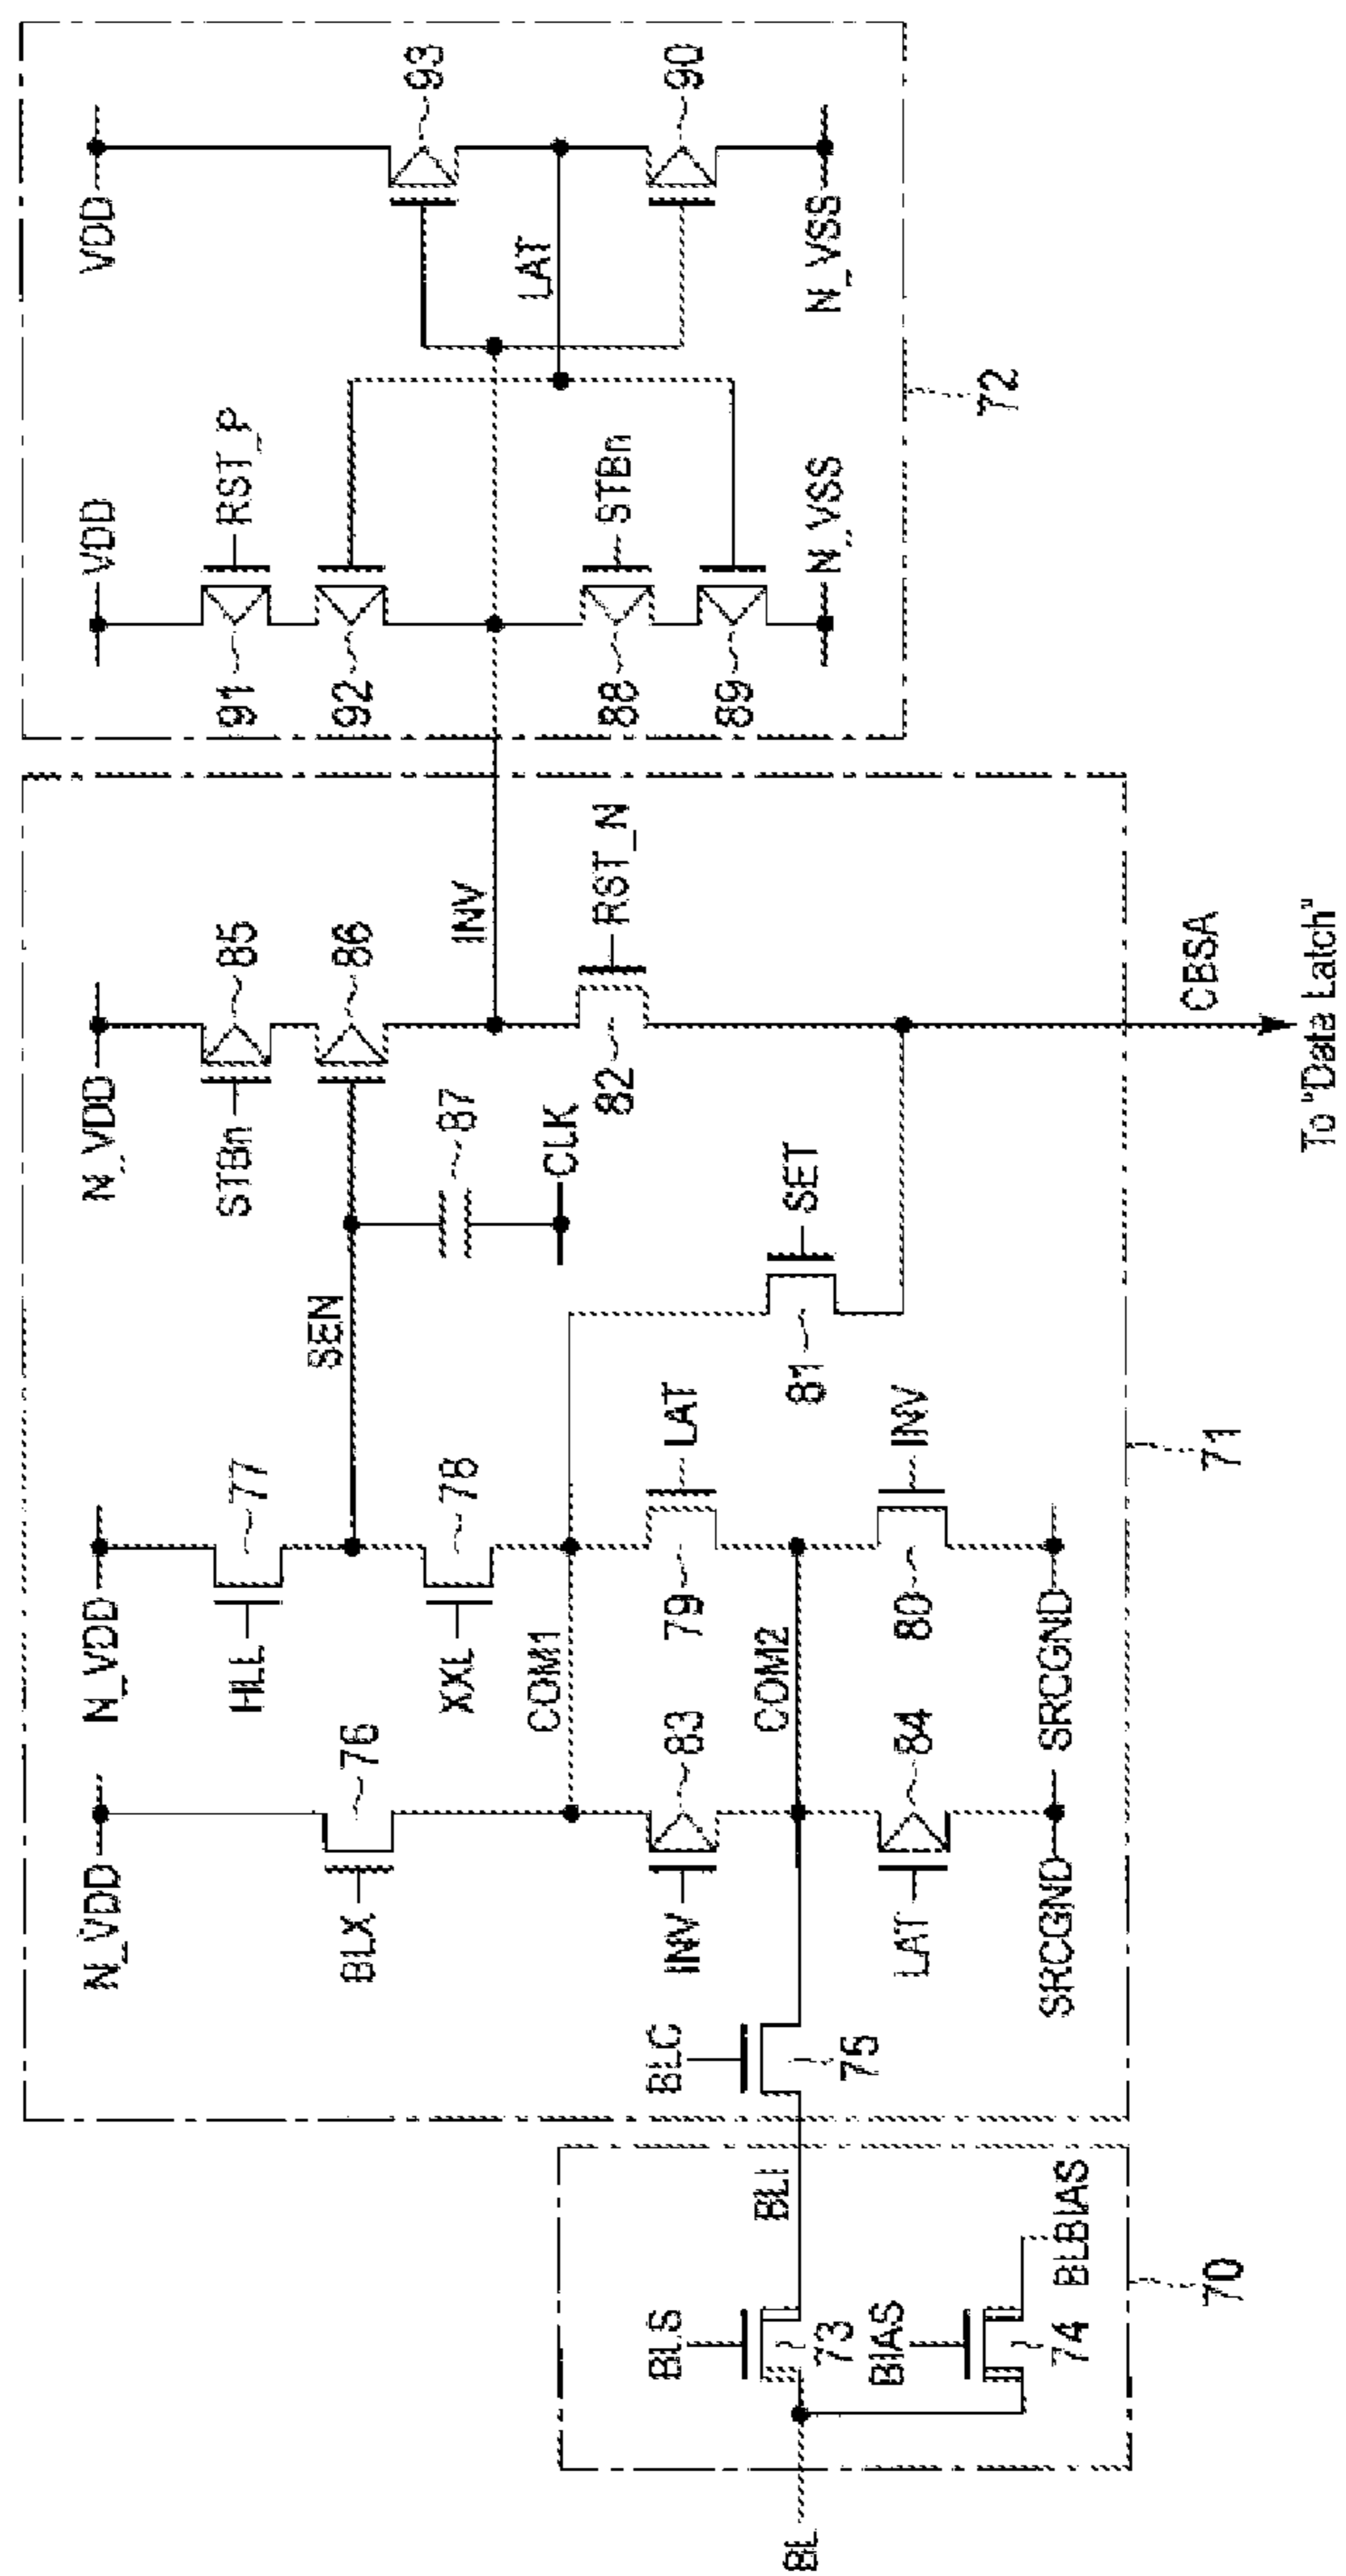 VDD
VDD
93
91
RST_P
92
LAT
88
STBn
90
89
N_VSS
N_VSS
72
N_VDD
N_VDD
N_VDD
STBn
85
HLL
77
SEN
86
76
BLX
XXL
78
87
INV
COM1
CLK
INV
83
79
LAT
SET
82
RST_N
81
COM2
BLC
75
LAT
84
80
INV
SRCGND
SRCGND
71
CBSA
To "Data Latch"
BLS
BLI
BL
73
BIAS
74
BLBIAS
70